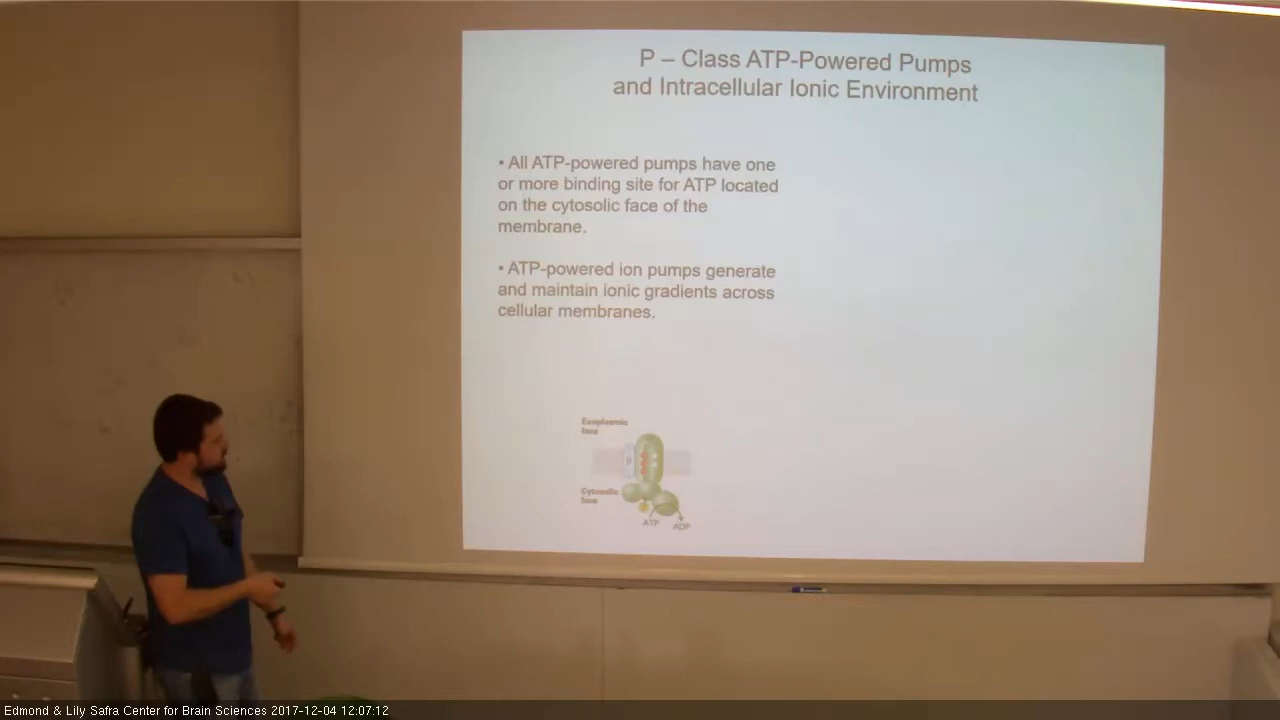 P – Class ATP-Powered Pumps
and Intracellular Ionic Environment
• All ATP-powered pumps have one
or more binding site for ATP located
on the cytosolic face of the
membrane.
• ATP-powered ion pumps generate
and maintain ionic gradients across
cellular membranes.
Exoplasmic
face
Cytosolic
face
ATP
ADP
Edmond & Lily Safra Center for Brain Sciences 2017-12-04 12:07:12